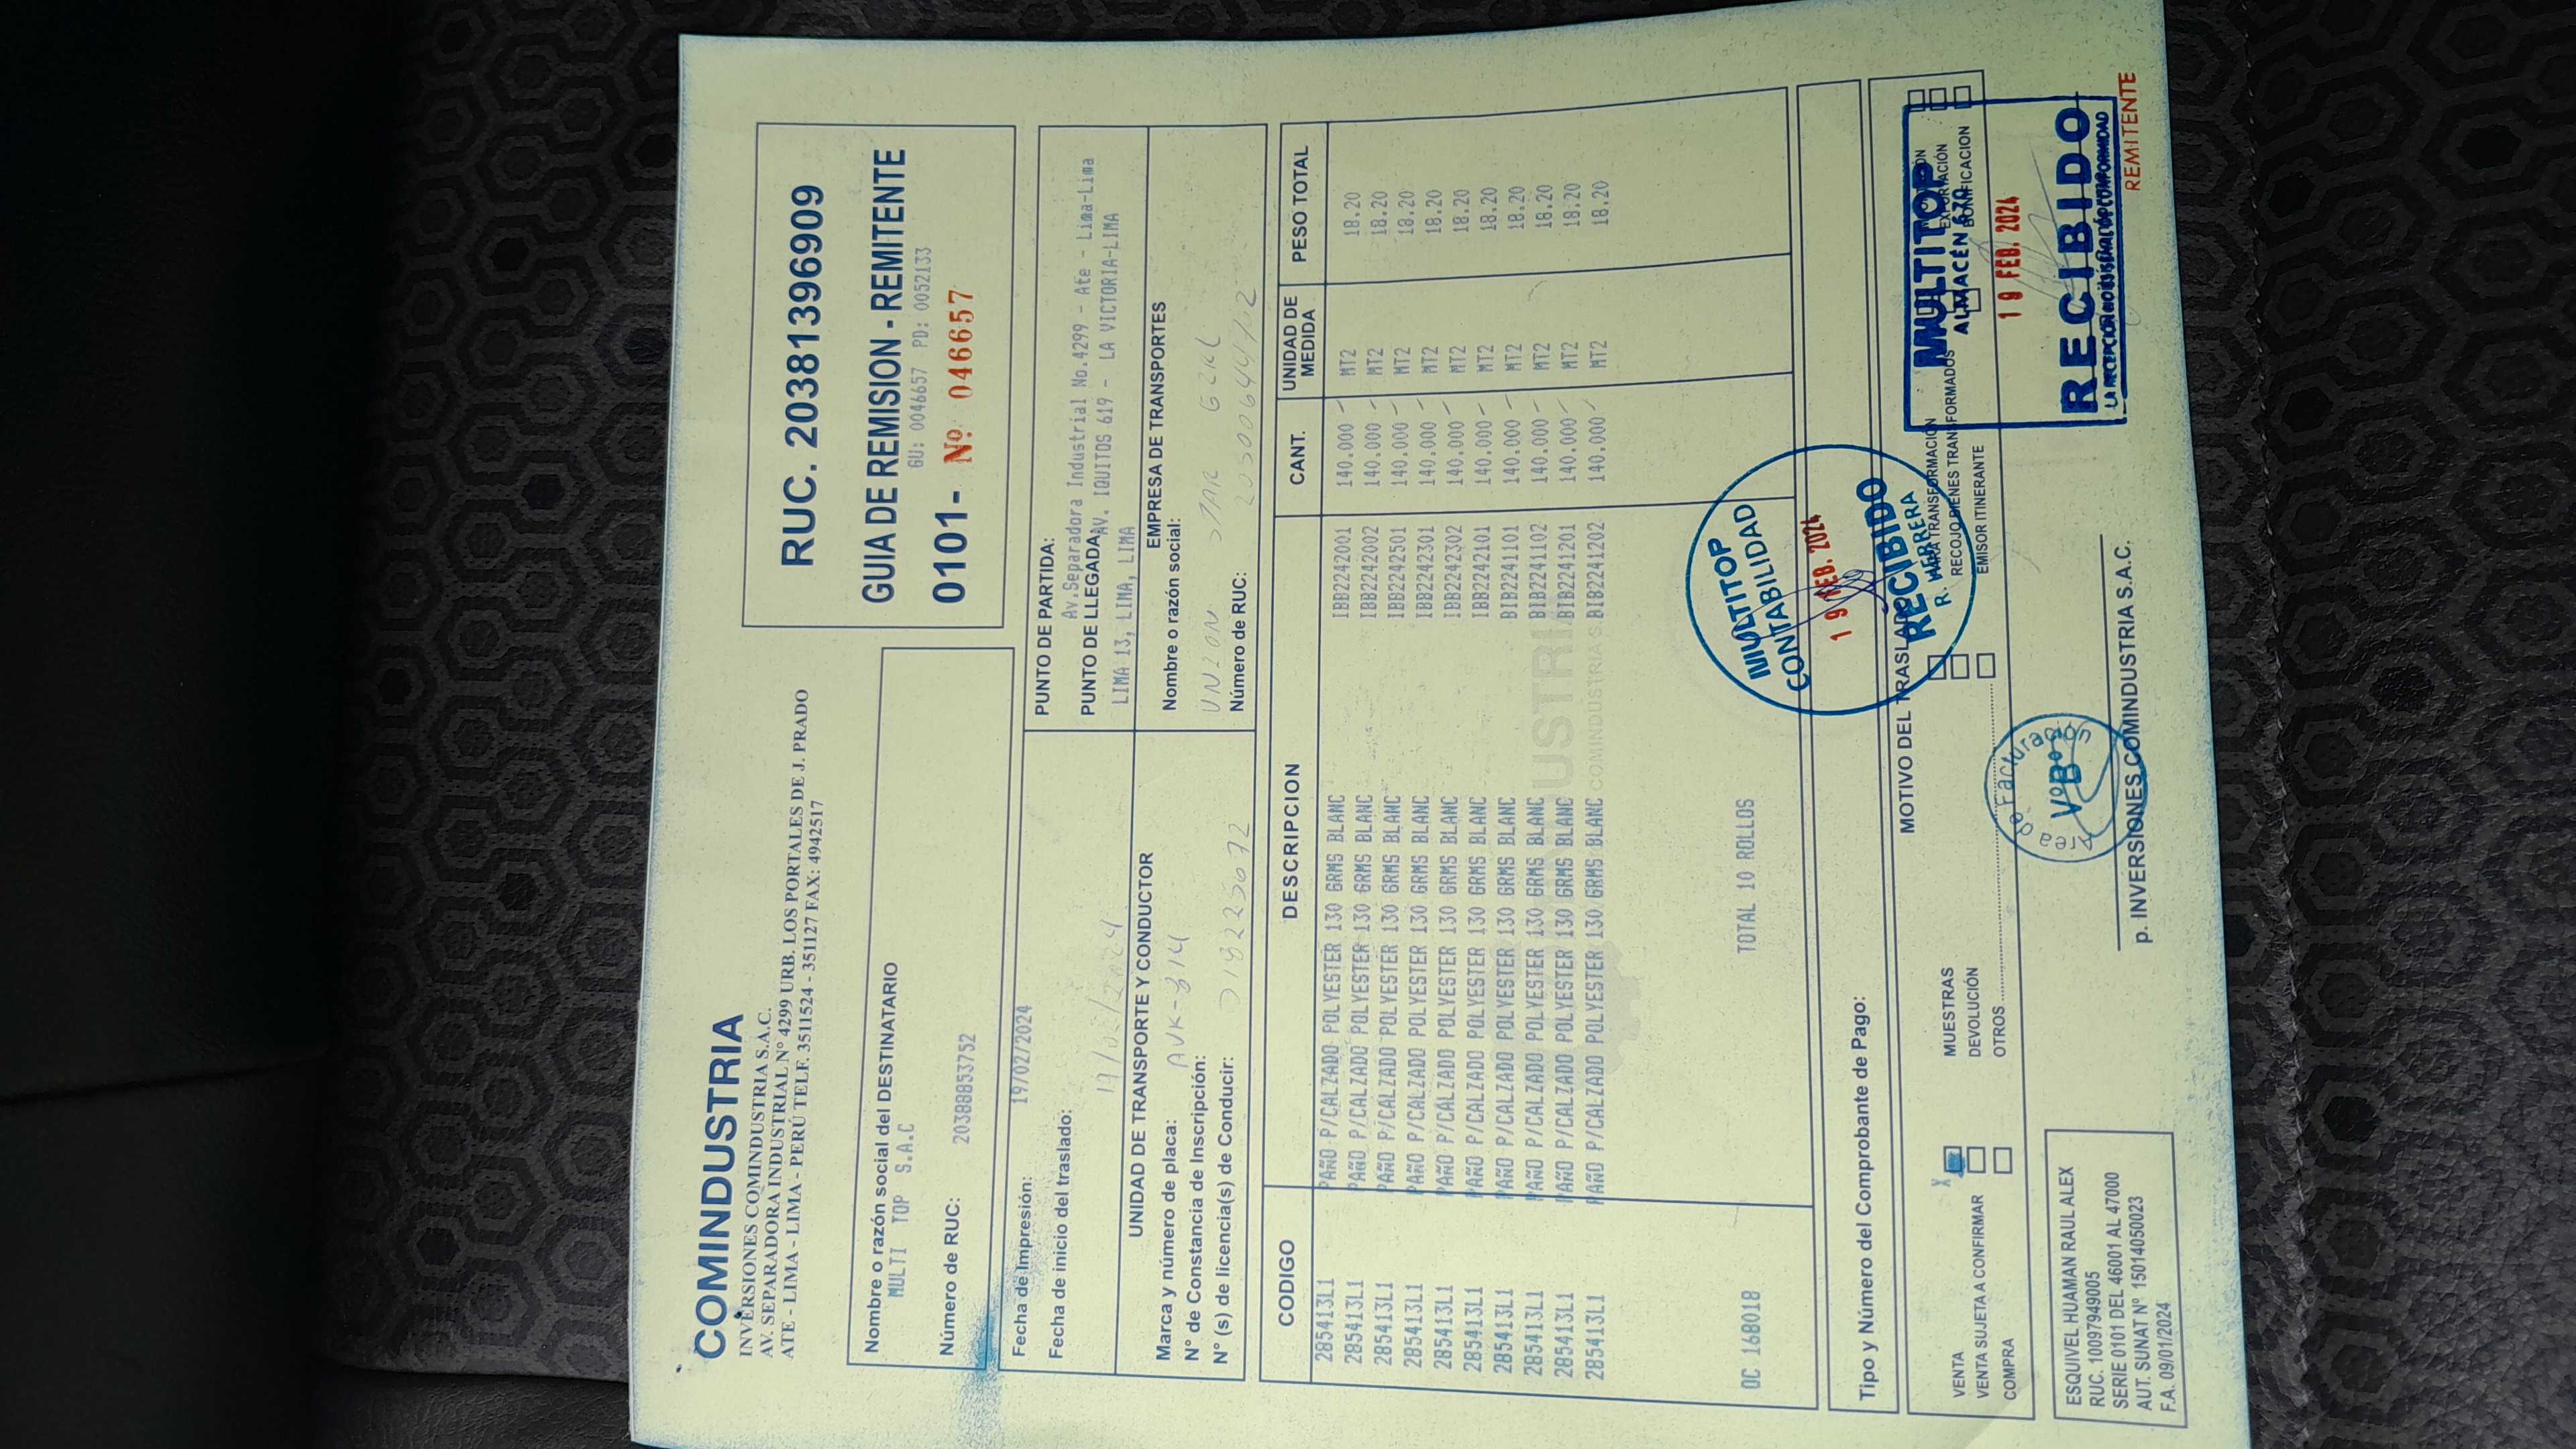 COMINDUSTRIA
INVERSIONES COMINDUSTRIA S.A.C.
AV. SEPARADORA INDUSTRIAL N° 4299 URB. LOS PORTALES DE J. PRADO
ATE - LIMA - LIMA - PERÚ TELF. 3511524 - 3511277 FAX: 4942517
RUC. 20381396909
GUIA DE REMISION - REMITENTE
GU: 0046657 PD: 0052133
0101- Nº 046657
Nombre o razón social del DESTINATARIO
MULTI TOP S.A.C
Número de RUC: 20388853752
Fecha de Impresión: 19/02/2024
Fecha de inicio del traslado:
19/02/2024
PUNTO DE PARTIDA:
Av.Separadora Industrial No.4299 - Ate - Lima-Lima
PUNTO DE LLEGADA: AV. IQUITOS 619 - LA VICTORIA-LIMA
LIMA 13, LIMA, LIMA
UNIDAD DE TRANSPORTE Y CONDUCTOR
Marca y número de placa: AVK-814
N° de Constancia de Inscripción:
N° (s) de licencia(s) de Conducir:
EMPRESA DE TRANSPORTES
Nombre o razón social:
UNION STAR EIRL
Número de RUC:
CODIGO DESCRIPCION CANT. UNIDAD DE MEDIDA PESO TOTAL
285413L1 PAÑO P/CALZADO POLYESTER 130 GRMS BLANC IBB2242001 140.000 MT2 18.20
285413L1 PAÑO P/CALZADO POLYESTER 130 GRMS BLANC IBB2242002 140.000 MT2 18.20
285413L1 PAÑO P/CALZADO POLYESTER 130 GRMS BLANC IBB2242501 140.000 MT2 18.20
285413L1 PAÑO P/CALZADO POLYESTER 130 GRMS BLANC IBB2242301 140.000 MT2 18.20
285413L1 PAÑO P/CALZADO POLYESTER 130 GRMS BLANC IBB2242302 140.000 MT2 18.20
285413L1 PAÑO P/CALZADO POLYESTER 130 GRMS BLANC IBB2242101 140.000 MT2 18.20
285413L1 PAÑO P/CALZADO POLYESTER 130 GRMS BLANC BIB2241101 140.000 MT2 18.20
285413L1 PAÑO P/CALZADO POLYESTER 130 GRMS BLANC BIB2241102 140.000 MT2 18.20
285413L1 PAÑO P/CALZADO POLYESTER 130 GRMS BLANC BIB2241201 140.000 MT2 18.20
285413L1 PAÑO P/CALZADO POLYESTER 130 GRMS BLANC BIB2241202 140.000 MT2 18.20
OC 168018 TOTAL 10 ROLLOS
MULTITOP
CONTABILIDAD
19 FEB. 2024
RECIBIDO
R. HERRERA
Tipo y Número del Comprobante de Pago:
MOTIVO DEL TRASLADO
VENTA X
VENTA SUJETA A CONFIRMAR
COMPRA
MUESTRAS
DEVOLUCIÓN
OTROS
PARA TRANSFORMACIÓN
RECOJO BIENES TRANSFORMADOS
EMISOR ITINERANTE
EXPORTACIÓN
BONIFICACION
MULTITOP
ALMACÉN 670
19 FEB. 2024
RECIBIDO
Area de Facturación
VoBo
ESQUIVEL HUAMAN RAUL ALEX
RUC. 10097949005
SERIE 0101 DEL 46001 AL 47000
AUT. SUNAT Nº 15014050023
F.A. 09/01/2024
p. INVERSIONES COMINDUSTRIA S.A.C.
REMITENTE